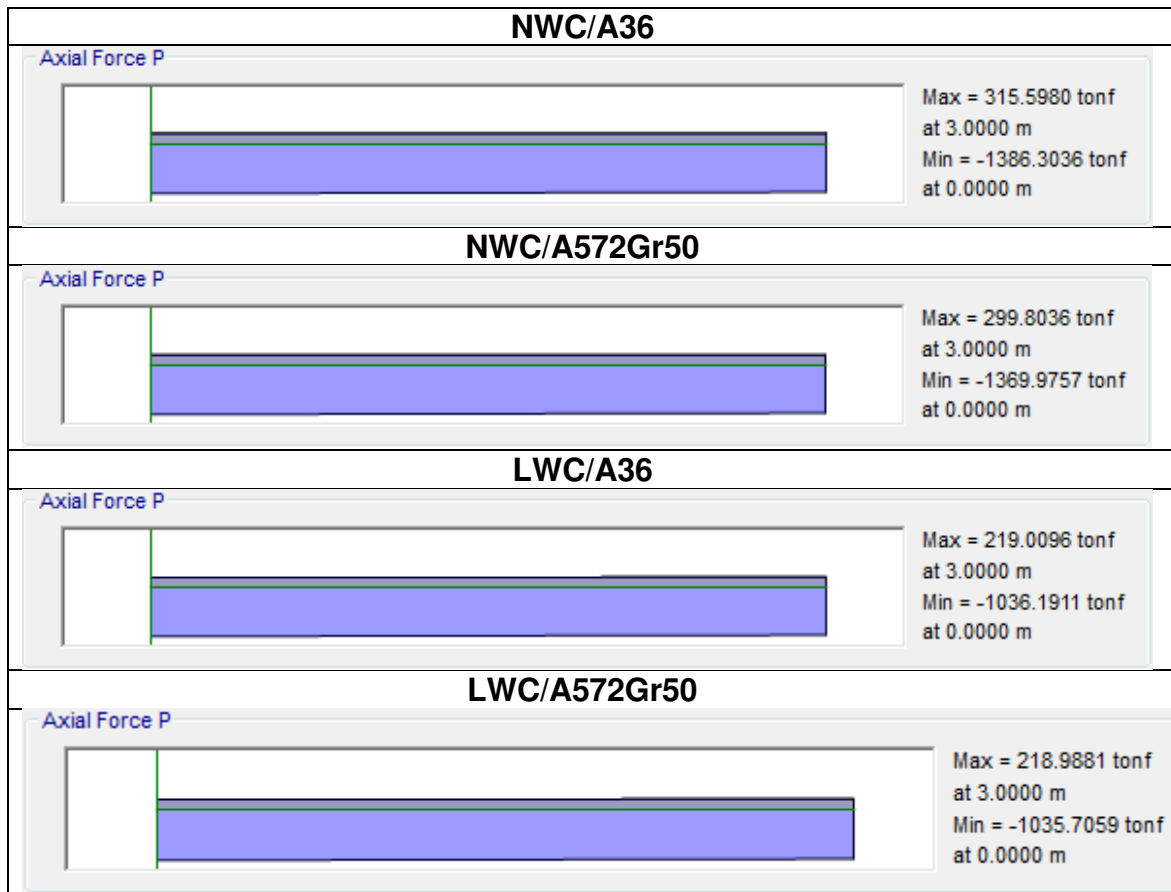 NWC/A36
Axial Force P
Max = 315.5980 tonf
at 3.0000 m
Min = -1386.3036 tonf
at 0.0000 m
NWC/A572Gr50
Axial Force P
Max = 299.8036 tonf
at 3.0000 m
Min = -1369.9757 tonf
at 0.0000 m
LWC/A36
Axial Force P
Max = 219.0096 tonf
at 3.0000 m
Min = -1036.1911 tonf
at 0.0000 m
LWC/A572Gr50
Axial Force P
Max = 218.9881 tonf
at 3.0000 m
Min = -1035.7059 tonf
at 0.0000 m